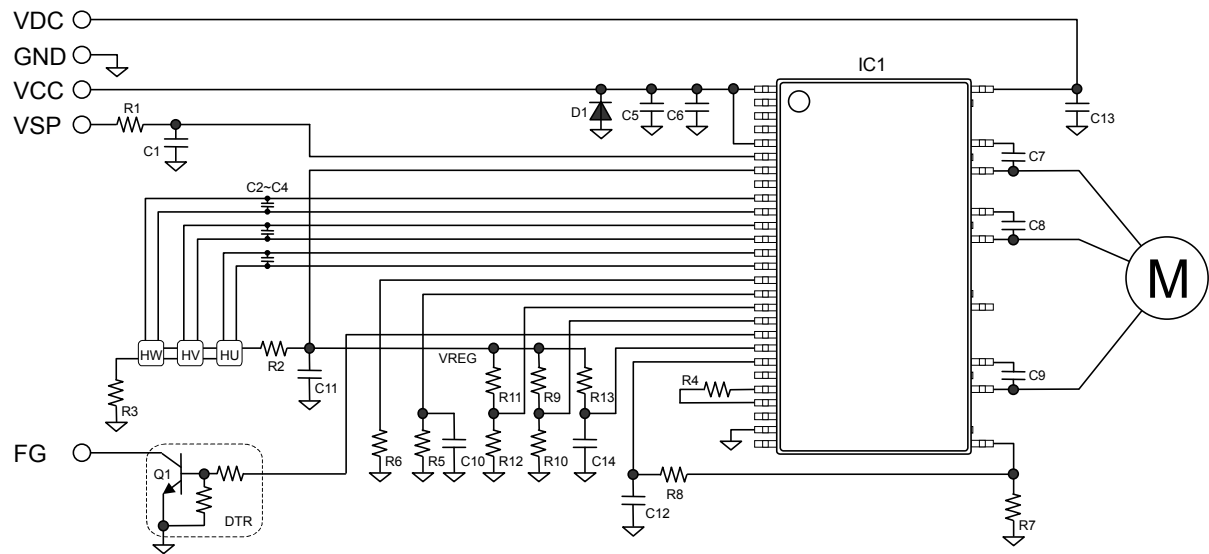 VDC
GND
VCC
VSP
R1
C1
D1
C5
C6
IC1
C13
C7
C8
C9
M
C2~C4
HW
HV
HU
R2
R3
C11
VREG
R11
R9
R13
R4
R6
R5
C10
R12
R10
C14
R8
C12
R7
FG
Q1
DTR